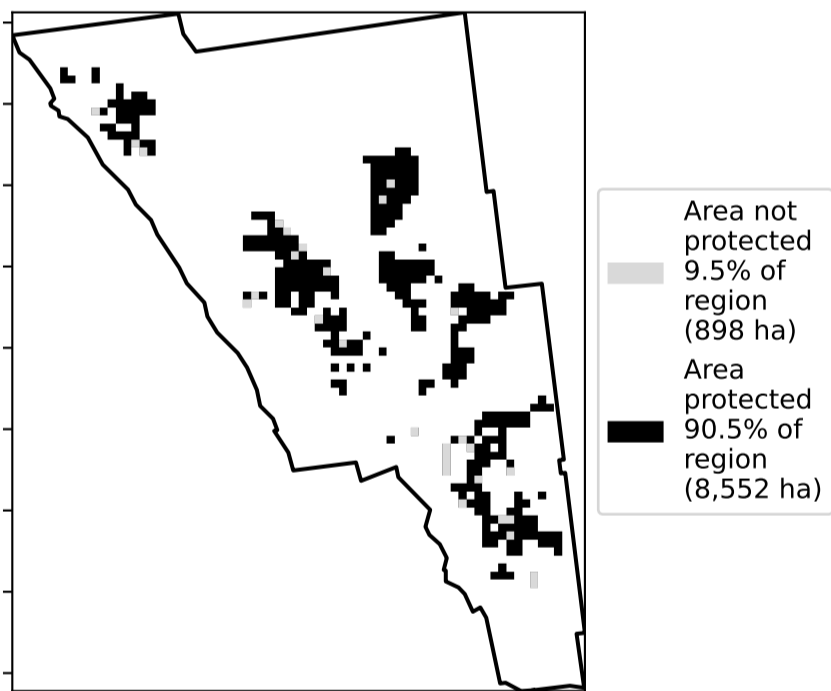 Area not
protected
9.5% of
region
(898 ha)
Area
protected
90.5% of
region
(8,552 ha)